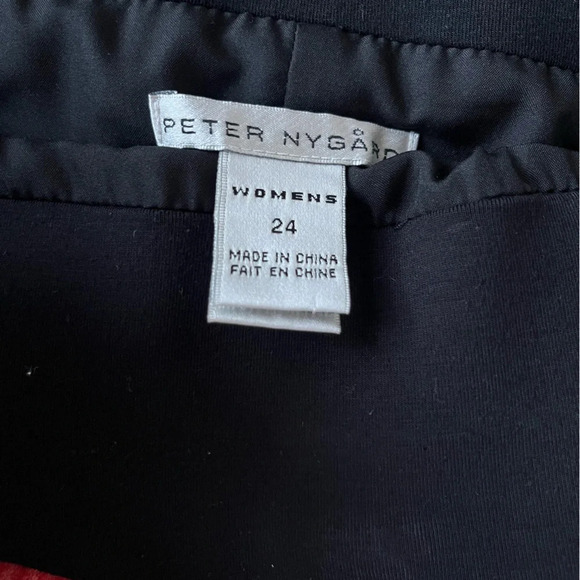 PETER NYGÅRD
WOMENS
24
MADE IN CHINA
FAIT EN CHINE